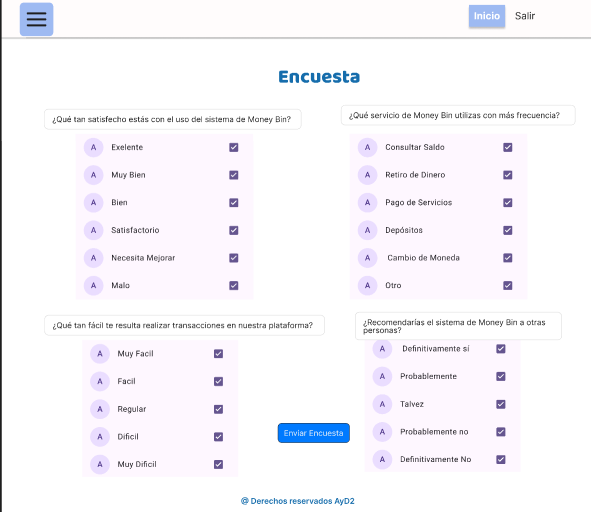 Inicio Salir
Encuesta
¿Qué tan satisfecho estás con el uso del sistema de Money Bin?
A Exelente
A Muy Bien
A Bien
A Satisfactorio
A Necesita Mejorar
A Malo
¿Qué servicio de Money Bin utilizas con más frecuencia?
A Consultar Saldo
A Retiro de Dinero
A Pago de Servicios
A Depósitos
A Cambio de Moneda
A Otro
¿Qué tan fácil te resulta realizar transacciones en nuestra plataforma?
A Muy Facil
A Facil
A Regular
A Dificil
A Muy Dificil
¿Recomendarías el sistema de Money Bin a otras
personas?
A Definitivamente sí
A Probablemente
A Talvez
A Probablemente no
A Definitivamente No
Enviar Encuesta
@ Derechos reservados AyD2